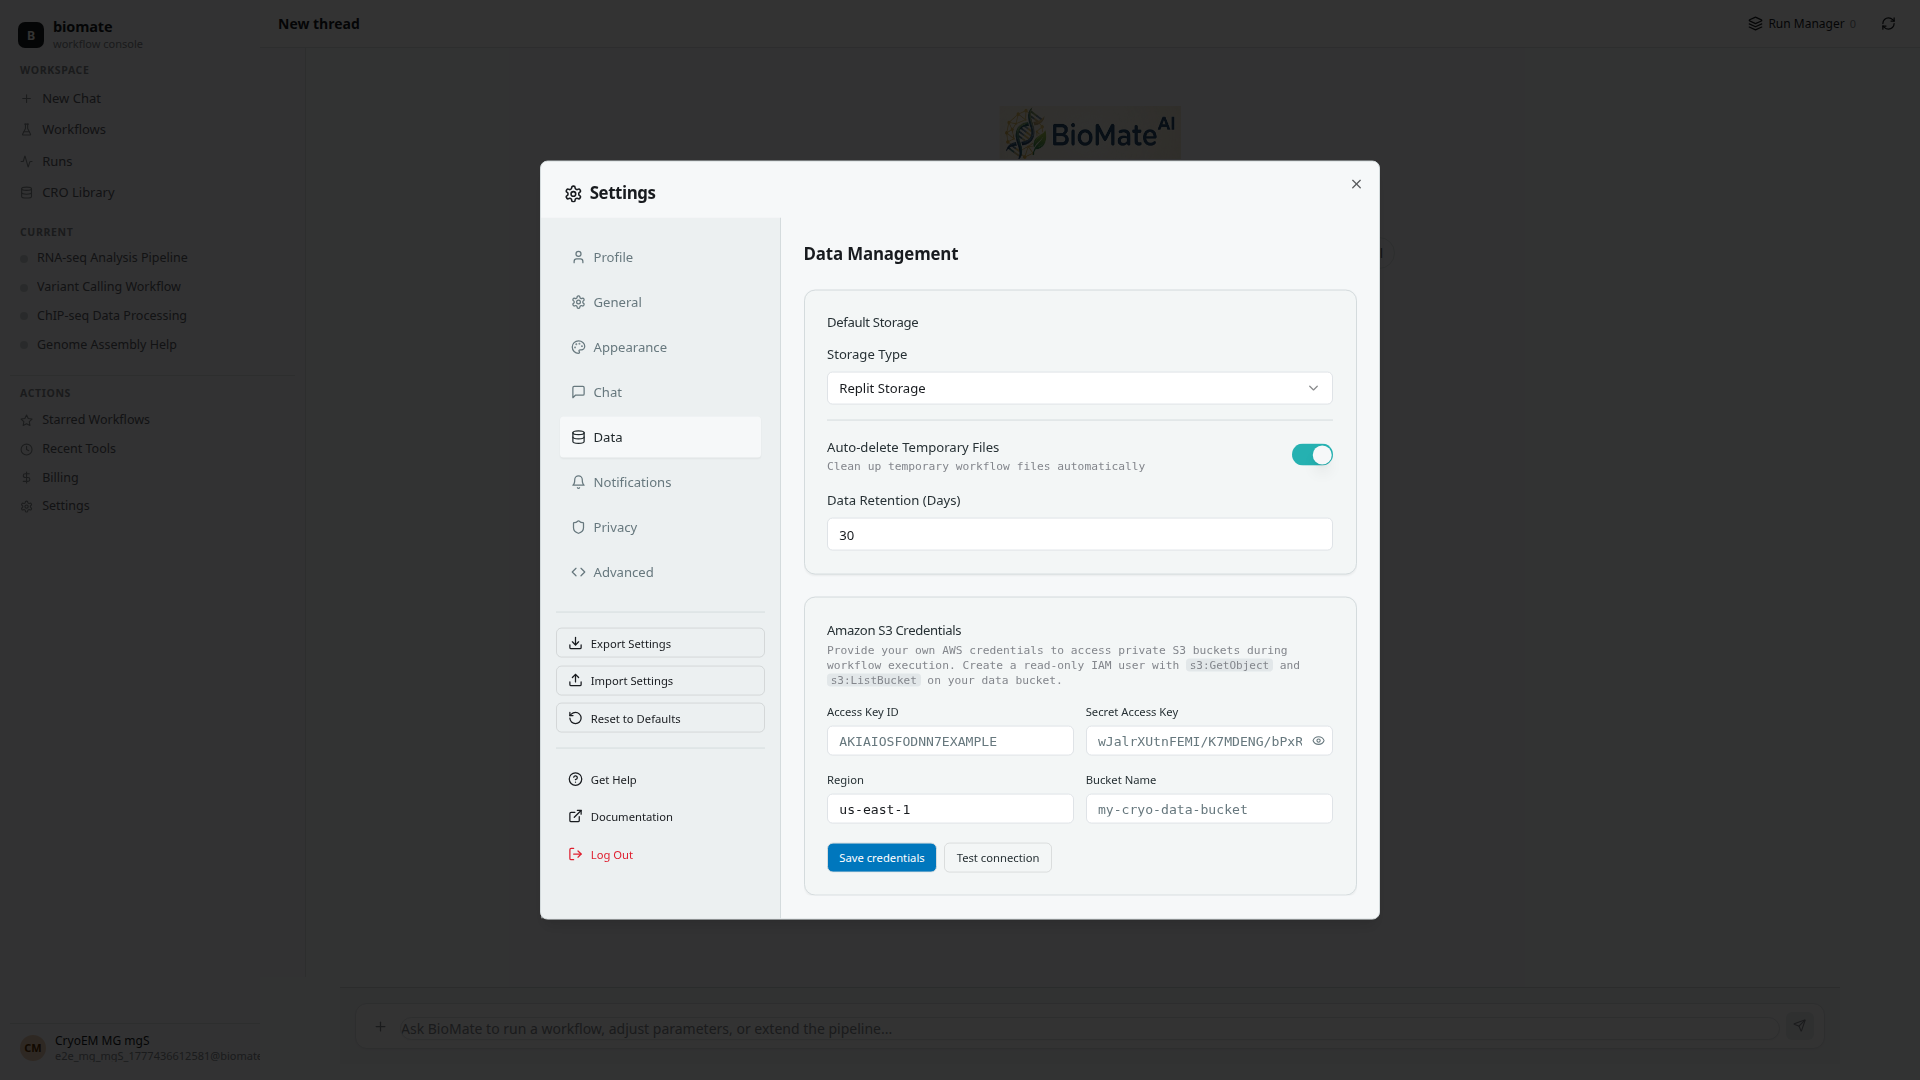 B
biomate
workflow console
WORKSPACE
New Chat
Workflows
Runs
CRO Library
CURRENT
RNA-seq Analysis Pipeline
Variant Calling Workflow
ChIP-seq Data Processing
Genome Assembly Help
ACTIONS
Starred Workflows
Recent Tools
Billing
Settings
CM
CryoEM MG mgS
e2e_mg_mgS_1777436612581@biomate
New thread
Run Manager 0
BioMate AI
Settings
Profile
General
Appearance
Chat
Data
Notifications
Privacy
Advanced
Export Settings
Import Settings
Reset to Defaults
Get Help
Documentation
Log Out
Data Management
Default Storage
Storage Type
Replit Storage
Auto-delete Temporary Files
Clean up temporary workflow files automatically
Data Retention (Days)
30
Amazon S3 Credentials
Provide your own AWS credentials to access private S3 buckets during
workflow execution. Create a read-only IAM user with s3:GetObject and
s3:ListBucket on your data bucket.
Access Key ID
Secret Access Key
AKIAIOSFODNN7EXAMPLE
wJalrXUtnFEMI/K7MDENG/bPxR
Region
Bucket Name
us-east-1
my-cryo-data-bucket
Save credentials
Test connection
Ask BioMate to run a workflow, adjust parameters, or extend the pipeline...